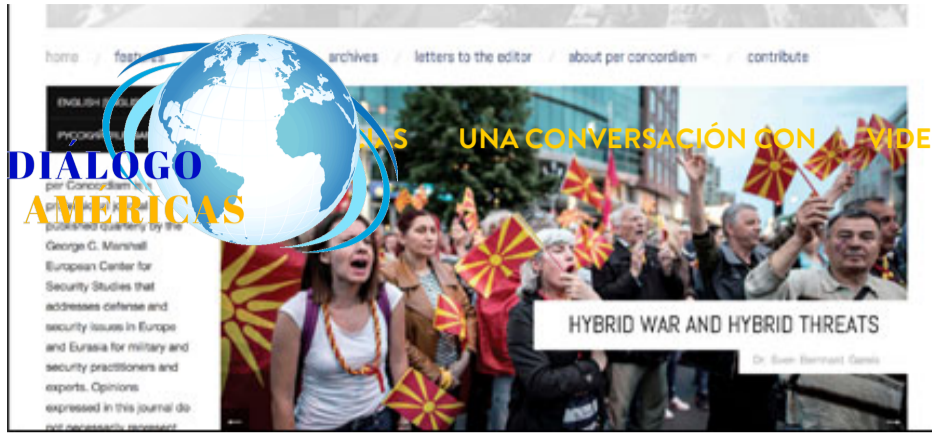 home / features
archives / letters to the editor / about per concordiam / contribute
ENGLISH
UNA CONVERSACIÓN CON
DIÁLOGO
AMÉRICAS
per Concordiam is a
published quarterly by the
George C. Marshall
European Center for
Security Studies that
addresses defense and
security issues in Europe
and Eurasia for military and
security practitioners and
experts. Opinions
expressed in this journal do
not necessarily represent
HYBRID WAR AND HYBRID THREATS
Dr. Sven Bernhard Gareis